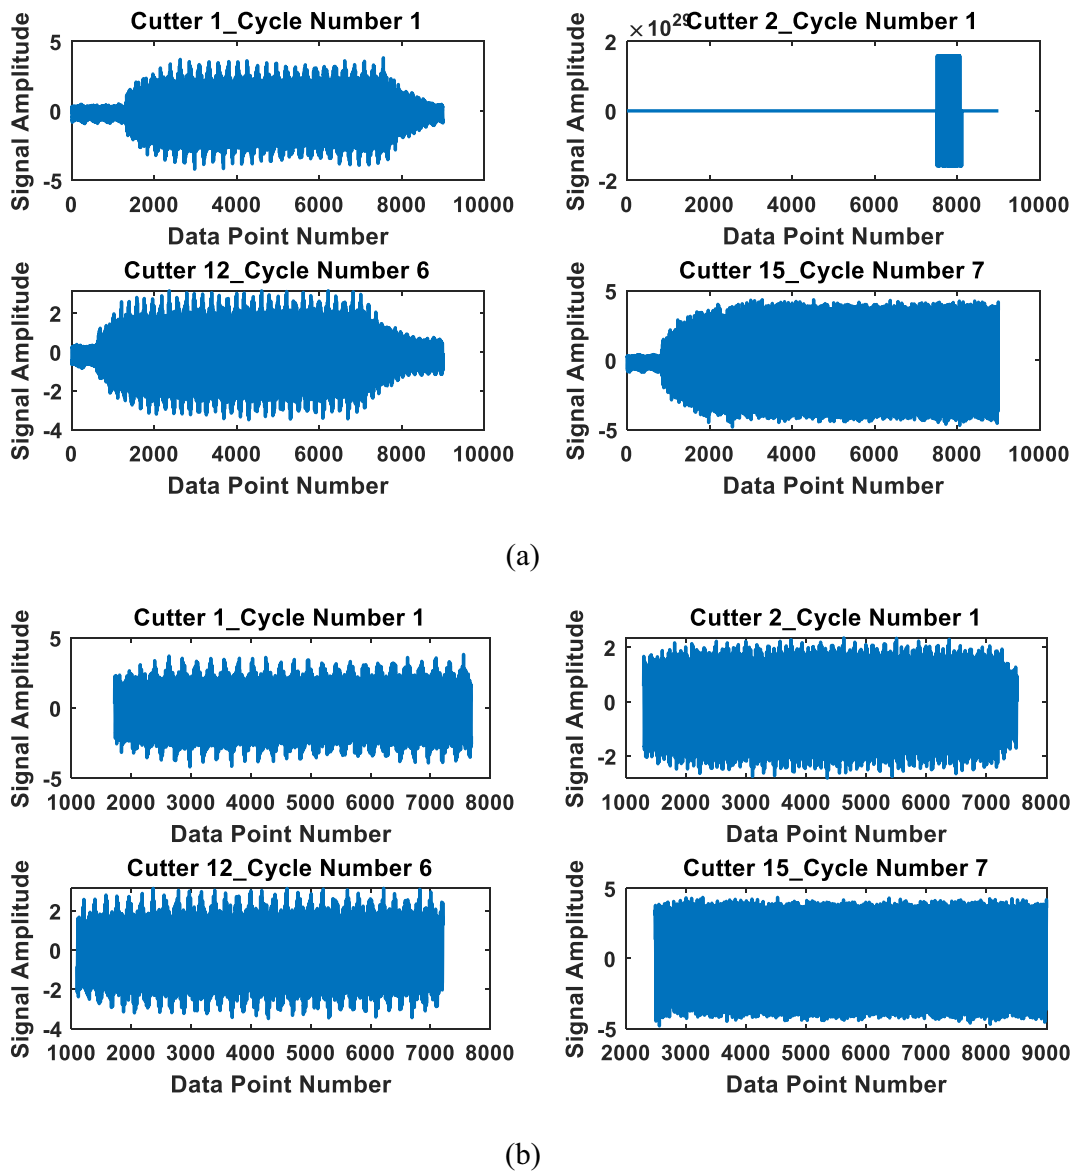 Cutter 1_Cycle Number 1
Signal Amplitude
5
0
-5
0 2000 4000 6000 8000 10000
Data Point Number
×10^29
Cutter 2_Cycle Number 1
Signal Amplitude
2
0
-2
0 2000 4000 6000 8000 10000
Data Point Number
Cutter 12_Cycle Number 6
Signal Amplitude
2
0
-2
-4
0 2000 4000 6000 8000 10000
Data Point Number
Cutter 15_Cycle Number 7
Signal Amplitude
5
0
-5
0 2000 4000 6000 8000 10000
Data Point Number
(a)
Cutter 1_Cycle Number 1
Signal Amplitude
5
0
-5
1000 2000 3000 4000 5000 6000 7000 8000
Data Point Number
Cutter 2_Cycle Number 1
Signal Amplitude
2
0
-2
1000 2000 3000 4000 5000 6000 7000 8000
Data Point Number
Cutter 12_Cycle Number 6
Signal Amplitude
2
0
-2
-4
1000 2000 3000 4000 5000 6000 7000 8000
Data Point Number
Cutter 15_Cycle Number 7
Signal Amplitude
5
0
-5
2000 3000 4000 5000 6000 7000 8000 9000
Data Point Number
(b)